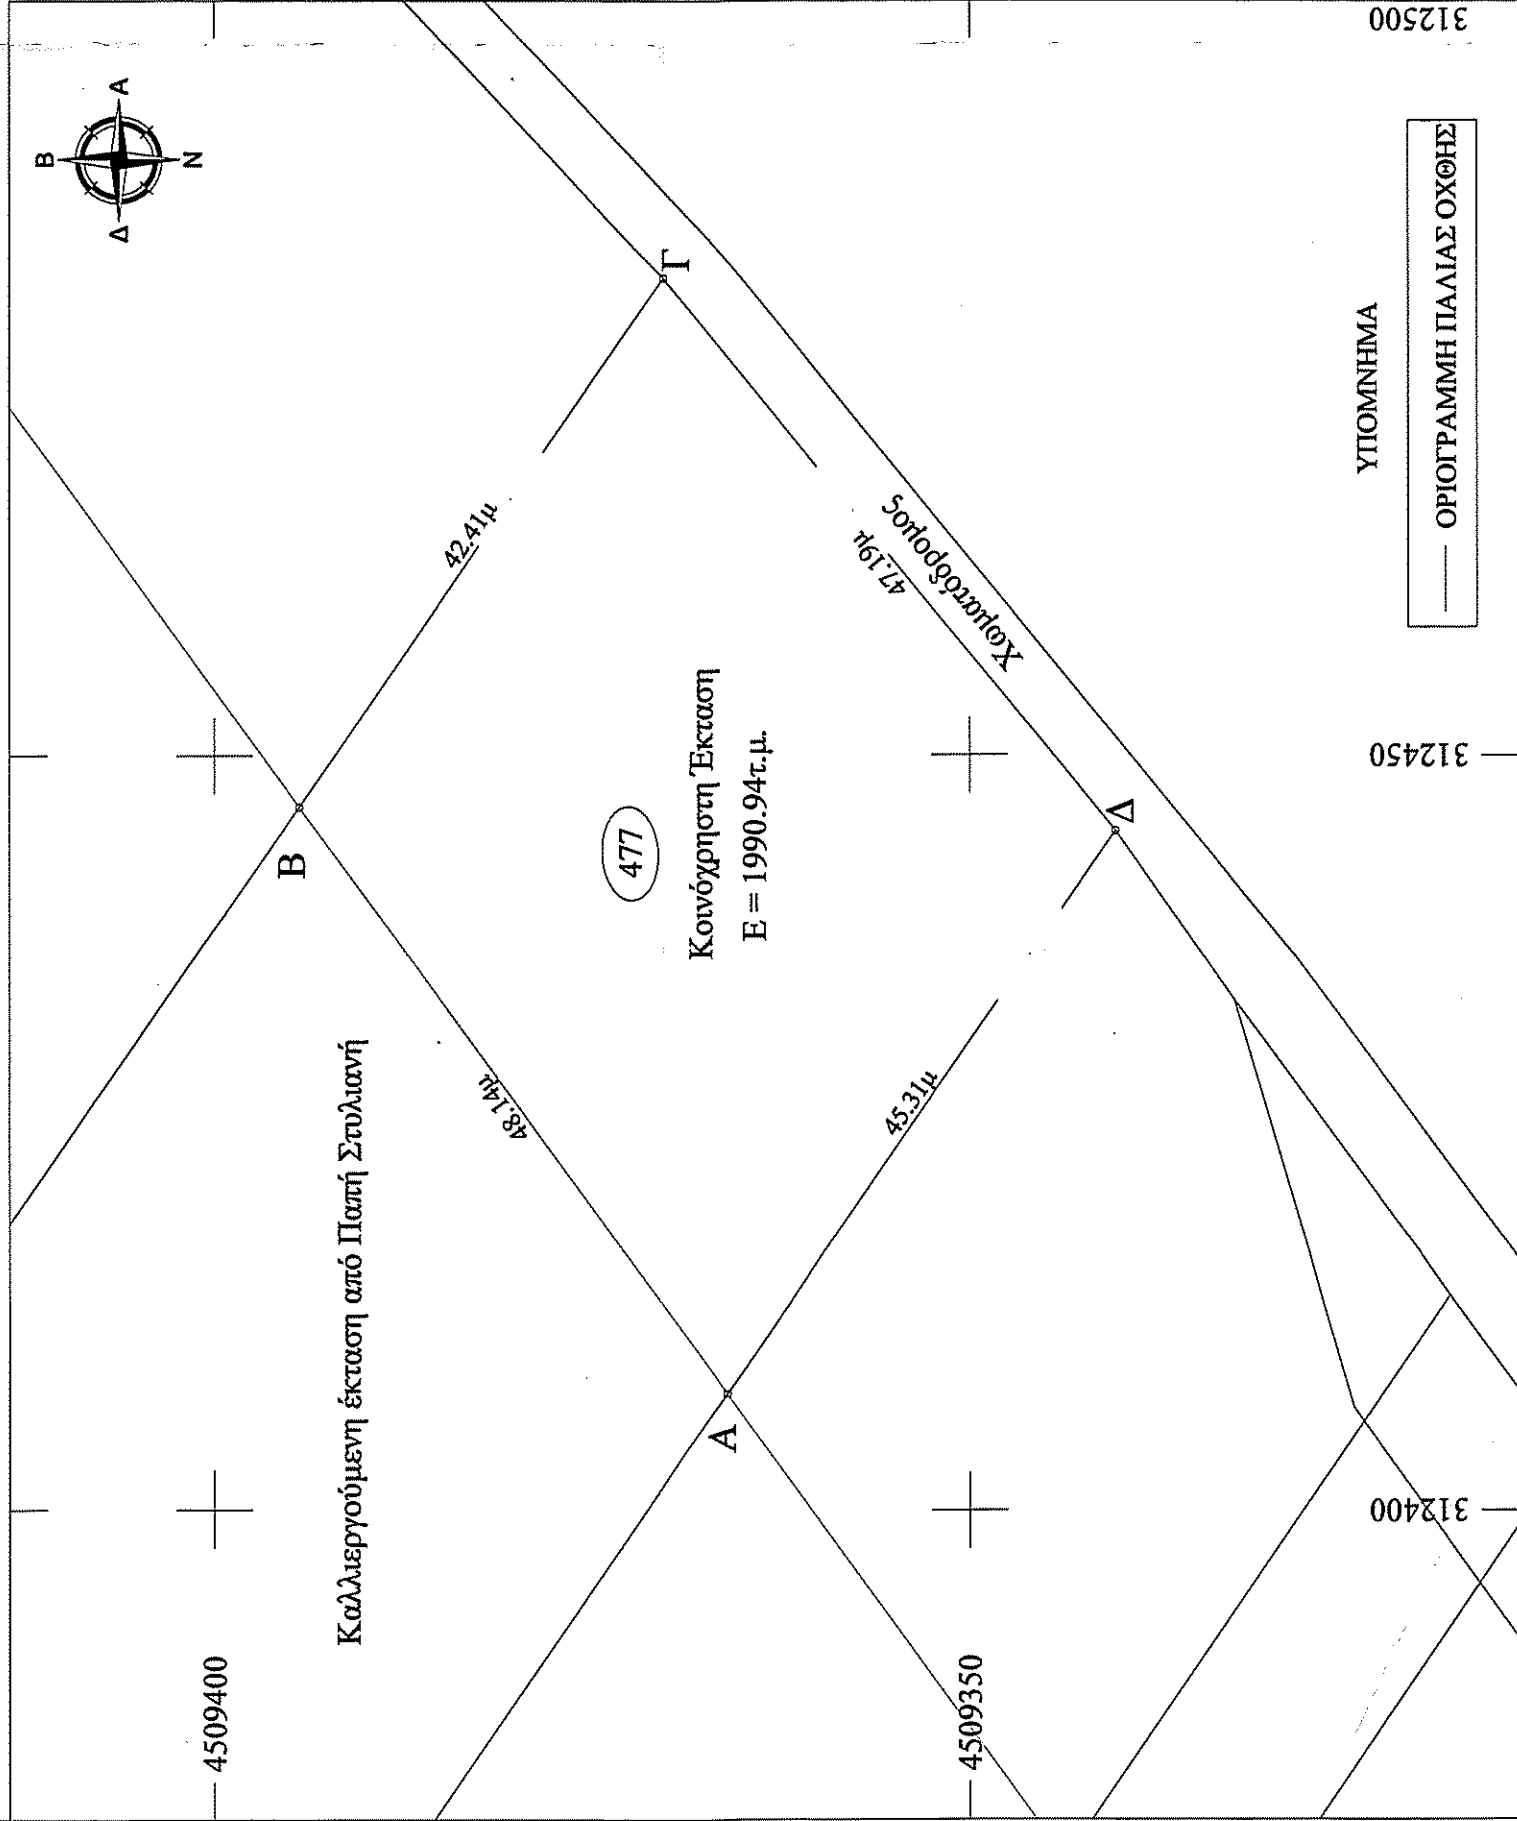 Β
Δ
Α
Ν
312500
Γ
42.41μ
47.19μ
Χωματόδρομος
Β
477
Κοινόχρηστη Έκταση
Ε = 1990.94τ.μ.
312450
Δ
ΥΠΟΜΝΗΜΑ
ΟΡΙΟΓΡΑΜΜΗ ΠΑΛΙΑΣ ΟΧΘΗΣ
48.14μ
45.31μ
Καλλιεργούμενη έκταση από Παπή Στυλιανή
Α
312400
4509400
4509350